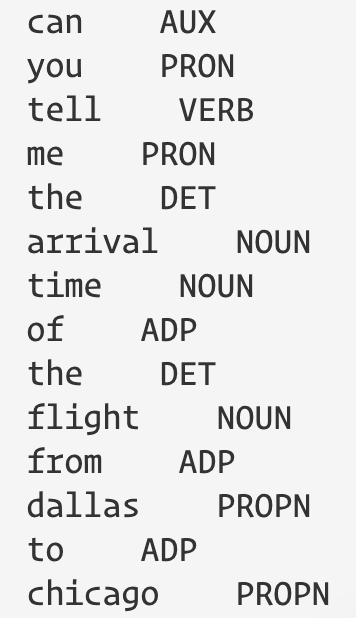 can    AUX
you    PRON
tell    VERB
me    PRON
the    DET
arrival    NOUN
time    NOUN
of    ADP
the    DET
flight    NOUN
from    ADP
dallas    PROPN
to    ADP
chicago    PROPN